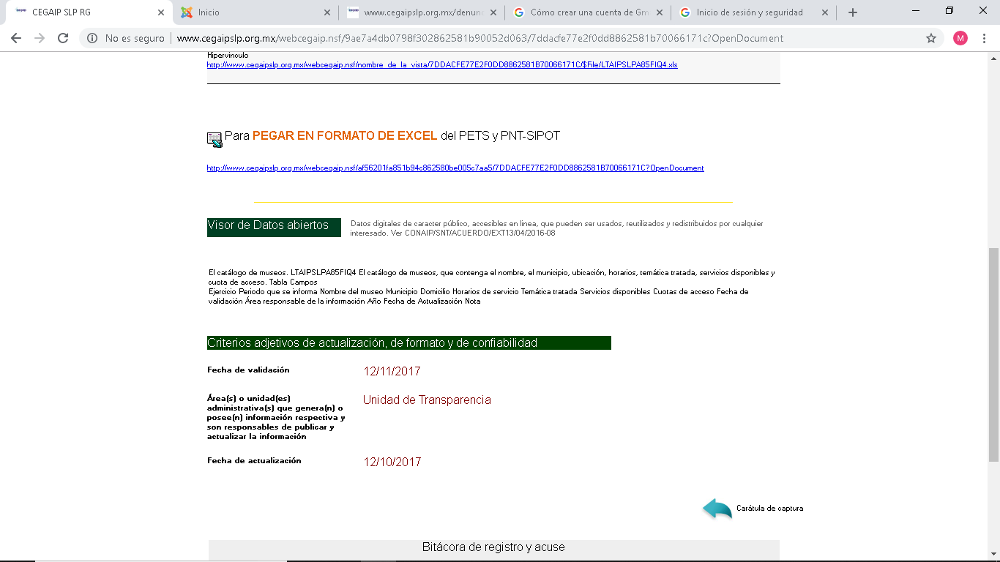 CEGAIP SLP RG
Inicio
www.cegaipslp.org.mx/denunc
Cómo crear una cuenta de Gm
Inicio de sesión y seguridad
No es seguro
www.cegaipslp.org.mx/webcegaip.nsf/9ae7a4db0798f302862581b90052d063/7ddacfe77e2f0dd8862581b70066171c?OpenDocument
M
Hipervinculo
http://www.cegaipslp.org.mx/webcegaip.nsf/nombre_de_la_vista/7DDACFE77E2F0DD8862581B70066171C/$File/LTAIPSLPA85FIQ4.xls
Para PEGAR EN FORMATO DE EXCEL del PETS y PNT-SIPOT
http://www.cegaipslp.org.mx/webcegaip.nsf/af56201fa851b94c862580be005c7aa5/7DDACFE77E2F0DD8862581B70066171C?OpenDocument
Visor de Datos abiertos
Datos digitales de caracter público, accesibles en linea, que pueden ser usados, reutilizados y redistribuidos por cualquier
interesado. Ver CONAIP/SNT/ACUERDO/EXT13/04/2016-08
El catálogo de museos. LTAIPSLPA85FIQ4 El catálogo de museos, que contenga el nombre, el municipio, ubicación, horarios, temática tratada, servicios disponibles y
cuota de acceso. Tabla Campos
Ejercicio Periodo que se informa Nombre del museo Municipio Domicilio Horarios de servicio Temática tratada Servicios disponibles Cuotas de acceso Fecha de
validación Área responsable de la información Año Fecha de Actualización Nota
Criterios adjetivos de actualización, de formato y de confiabilidad
Fecha de validación
12/11/2017
Área(s) o unidad(es)
administrativa(s) que genera(n) o
posee(n) información respectiva y
son responsables de publicar y
actualizar la información
Unidad de Transparencia
Fecha de actualización
12/10/2017
Carátula de captura
Bitácora de registro y acuse